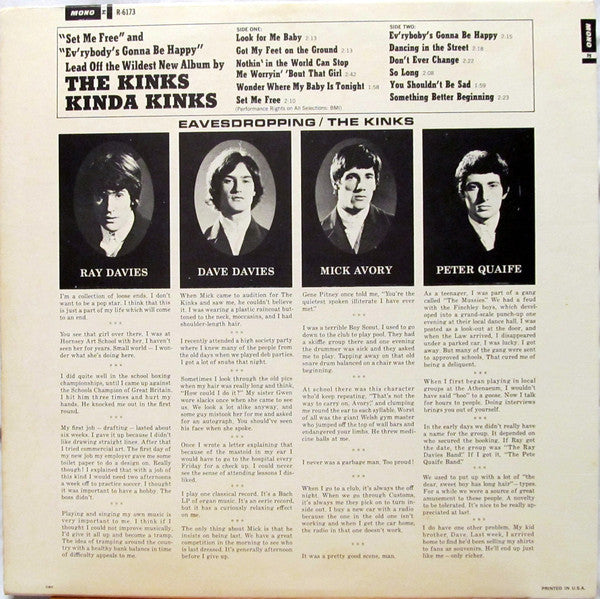 MONO
R-6173
"Set Me Free" and
"Ev'rybody's Gonna Be Happy"
Lead Off the Wildest New Album by
THE KINKS
KINDA KINKS
SIDE ONE:
Look for Me Baby 2:13
Got My Feet on the Ground 2:13
Nothin' in the World Can Stop
Me Worryin' 'Bout That Girl 2:42
Wonder Where My Baby is Tonight 1:58
Set Me Free 2:10
(Performance Rights on All Selections: BMI)
SIDE TWO:
Ev'rybody's Gonna Be Happy 2:15
Dancing in the Street 2:18
Don't Ever Change 2:22
So Long 2:08
You Shouldn't Be Sad 1:59
Something Better Beginning 2:23
MONO
EAVESDROPPING/THE KINKS
RAY DAVIES
I'm a collection of loose ends. I don't
want to be a pop star. I think that this
is just a part of my life which will come
to an end.
***
You see that girl over there. I was at
Hornsey Art School with her. I haven't
seen her for years. Small world — I won-
der what she's doing here.
***
I did quite well in the school boxing
championships, until I came up against
the Schools Champion of Great Britain.
I hit him three times and hurt my
hands. He knocked me out in the first
round.
***
My first job — drafting — lasted about
six weeks. I gave it up because I didn't
like drawing straight lines. After that
I tried commercial art. The first day of
my new job my employer gave me some
toilet paper to do a design on. Really
though! I explained that with a job of
this kind I would need two afternoons
a week off to practice soccer. I thought
it was important to have a hobby. The
boss didn't.
***
Playing and singing my own music is
very important to me. I think if I
thought I could not improve musically,
I'd give it all up and become a tramp.
The idea of tramping around the coun-
try with a healthy bank balance in time
of difficulty appeals to me.
DAVE DAVIES
When Mick came to audition for The
Kinks and saw me, he couldn't believe
it. I was wearing a plastic raincoat but-
toned to the neck, moccasins, and I had
shoulder-length hair.
***
I recently attended a high society party
where I knew many of the people from
the old days when we played deb parties.
I got a lot of snubs that night.
***
Sometimes I look through the old pics
when my hair was really long and think,
"How could I do it?" My sister Gwen
wore slacks once when she came to see
us. We look a lot alike anyway, and
some guy mistook her for me and asked
for an autograph. You should've seen
his face when she spoke.
***
Once I wrote a letter explaining that
because of the mastoid in my ear I
would have to go to the hospital every
Friday for a check up. I could never
see the sense of attending lessons I dis-
liked.
***
I play one classical record. It's a Bach
LP of organ music. It's an eerie record,
but it has a curiously relaxing effect
on me.
***
The only thing about Mick is that he
insists on being last. We have a great
competition in the morning to see who
is last dressed. It's generally afternoon
before I give up.
MICK AVORY
Gene Pitney once told me, "You're the
quietest spoken illiterate I have ever
met."
***
I was a terrible Boy Scout. I used to go
down to the club to play pool. They had
a skiffle group there and one evening
the drummer was sick and they asked
me to play. Tapping away on that old
snare drum balanced on a chair was the
beginning.
***
At school there was this character
who'd keep repeating, "That's not the
way to carry on, Avory," and clumping
me round the ear to each syllable. Worst
of all was the giant Welsh gym master
who jumped off the top of wall bars and
endangered your limbs. He threw medi-
cine balls at me.
***
I never was a garbage man. Too proud!
***
When I go to a club, it's always the off
night. When we go through Customs,
it's always me they pick on to turn in-
side out. I buy a new car with a radio
because the one in the old one isn't
working and when I get the car home,
the radio in that one doesn't work.
***
It was a pretty good scene, man.
PETER QUAIFE
As a teenager, I was part of a gang
called "The Mussies". We had a feud
with the Finchley boys, which devel-
oped into a grand-scale punch-up one
evening at their local dance hall. I was
posted as a look-out at the door, and
when the Law arrived, I disappeared
under a parked car. I was lucky. I got
away. But many of the gang were sent
to approved schools. That cured me of
being a deliquent.
***
When I first began playing in local
groups at the Athenaeum, I wouldn't
have said "boo" to a goose. Now I talk
for hours to people. Doing interviews
brings you out of yourself.
***
In the early days we didn't really have
a name for the group. It depended on
who secured the booking. If Ray got
the date, the group was "The Ray
Davies Band." If I got it, "The Pete
Quaife Band."
***
We used to put up with a lot of "the
dear, sweet boy has long hair"—types.
For a while we were a source of great
amusement to these people. A novelty
to be tolerated. It's nice to be really ap-
preciated at last.
***
I do have one other problem. My kid
brother, Dave. Last week, I arrived
home to find he'd been selling my shirts
to fans as souvenirs. He'll end up just
like me — only richer.
PRINTED IN U.S.A.